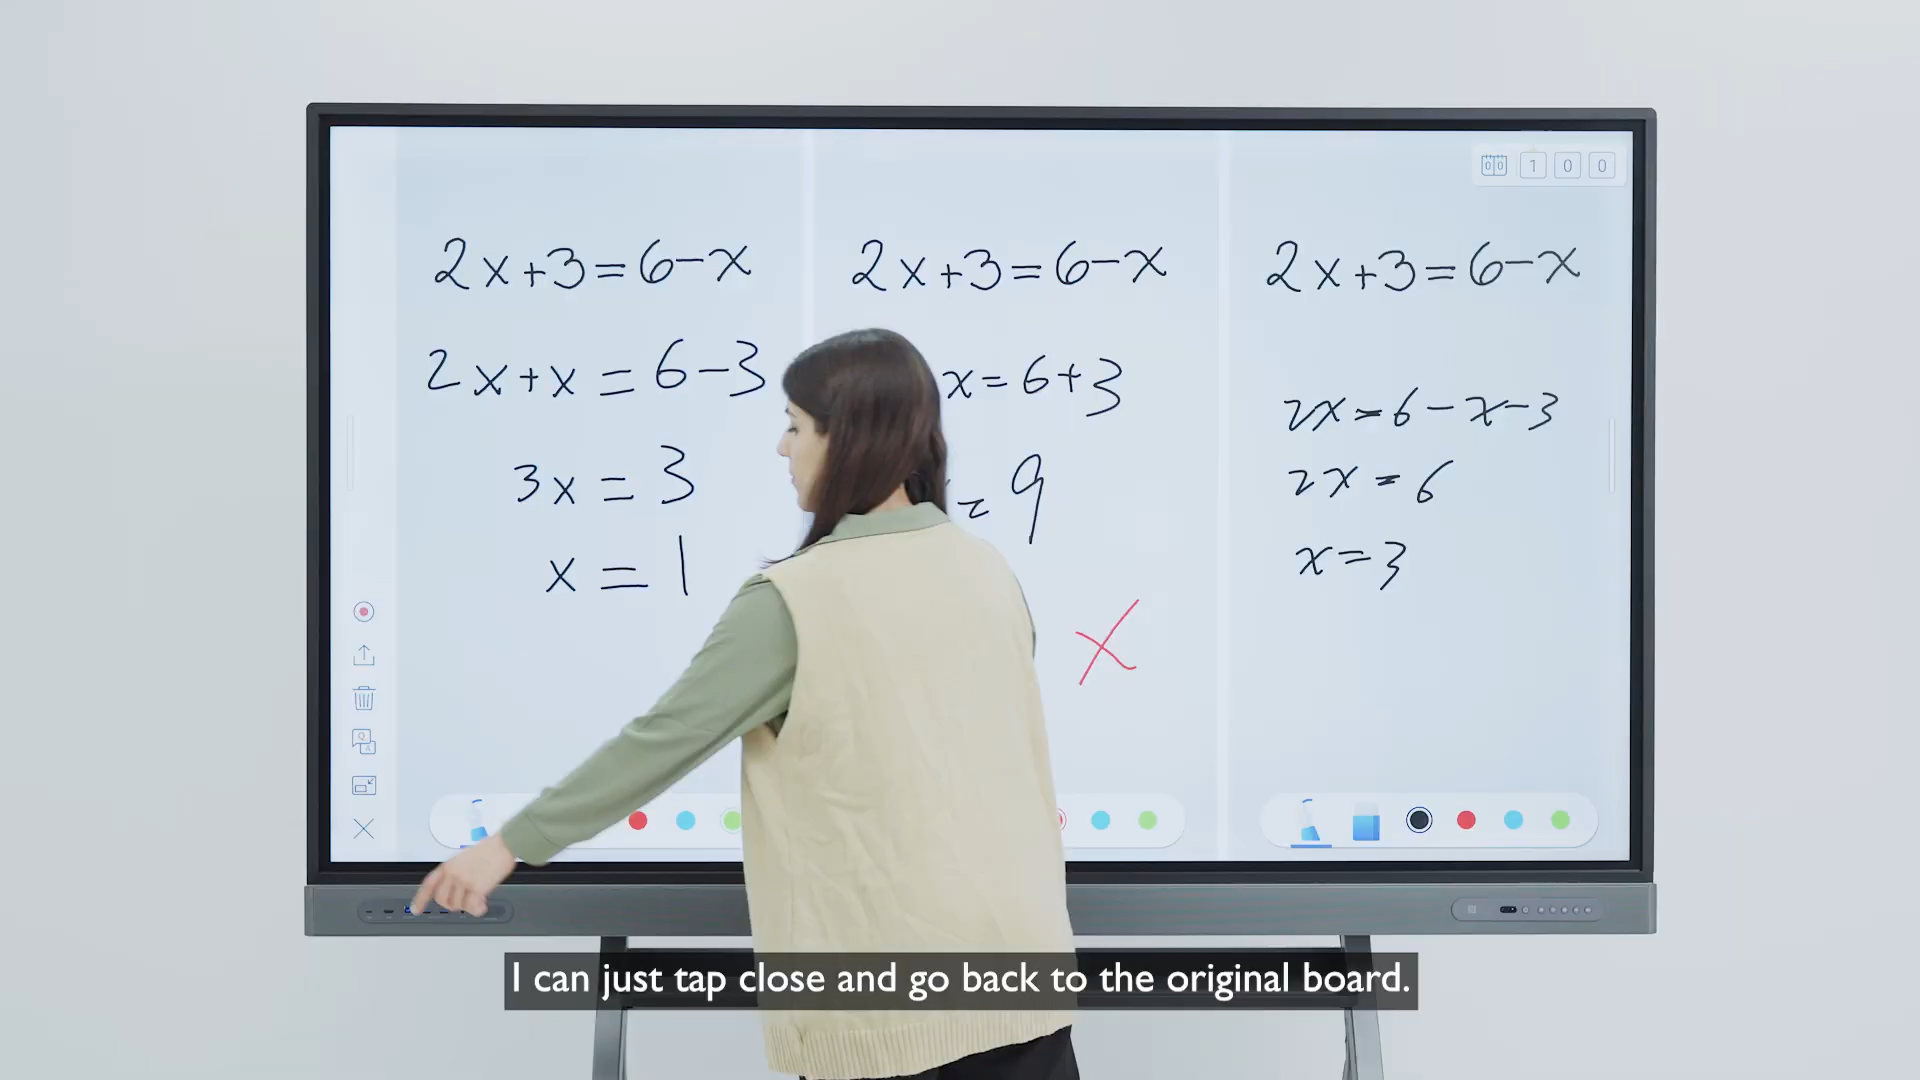 1 0 0
2x+3=6-x
2x+x=6-3
3x=3
x=1
2x+3=6-x
x=6+3
=9
2x+3=6-x
2x=6-x-3
2x=6
x=3
I can just tap close and go back to the original board.